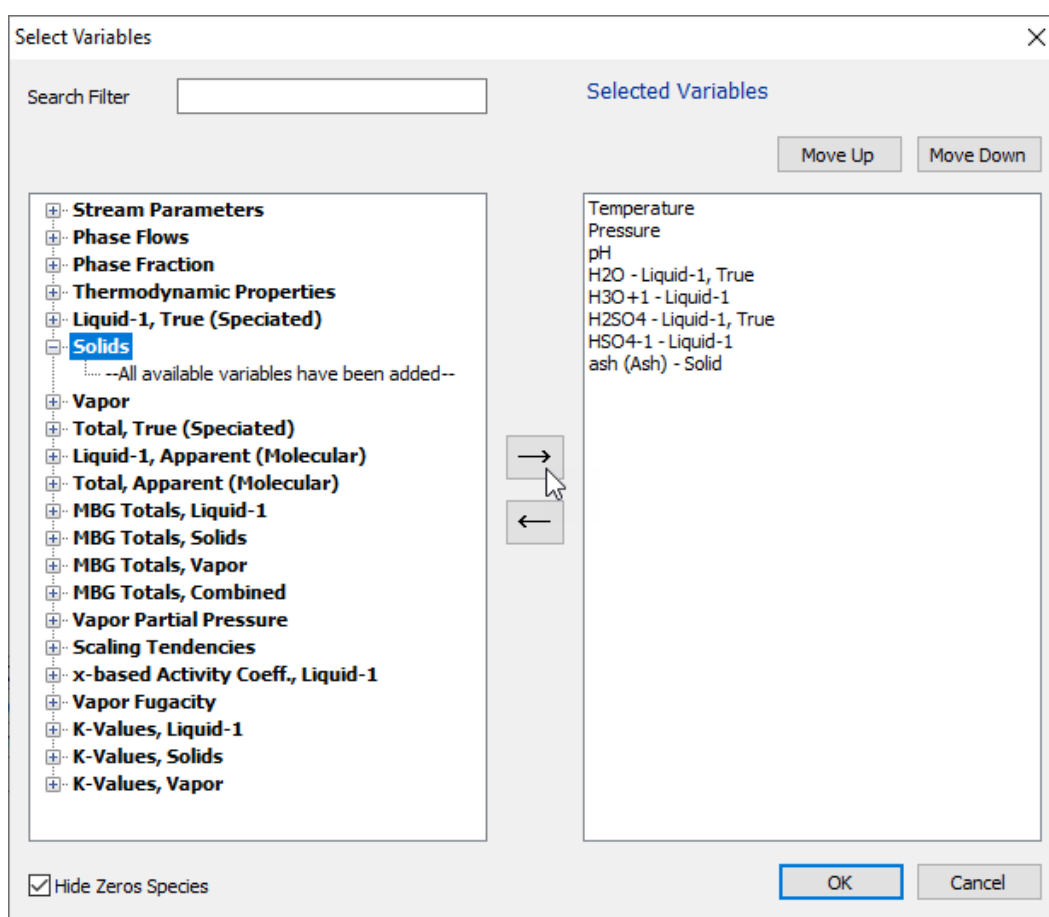 Select Variables
Search Filter
Selected Variables
Move Up
Move Down
Stream Parameters
Phase Flows
Phase Fraction
Thermodynamic Properties
Liquid-1, True (Speciated)
Solids
--All available variables have been added--
Vapor
Total, True (Speciated)
Liquid-1, Apparent (Molecular)
Total, Apparent (Molecular)
MBG Totals, Liquid-1
MBG Totals, Solids
MBG Totals, Vapor
MBG Totals, Combined
Vapor Partial Pressure
Scaling Tendencies
x-based Activity Coeff., Liquid-1
Vapor Fugacity
K-Values, Liquid-1
K-Values, Solids
K-Values, Vapor
Temperature
Pressure
pH
H2O - Liquid-1, True
H3O+1 - Liquid-1
H2SO4 - Liquid-1, True
HSO4-1 - Liquid-1
ash (Ash) - Solid
Hide Zeros Species
OK
Cancel